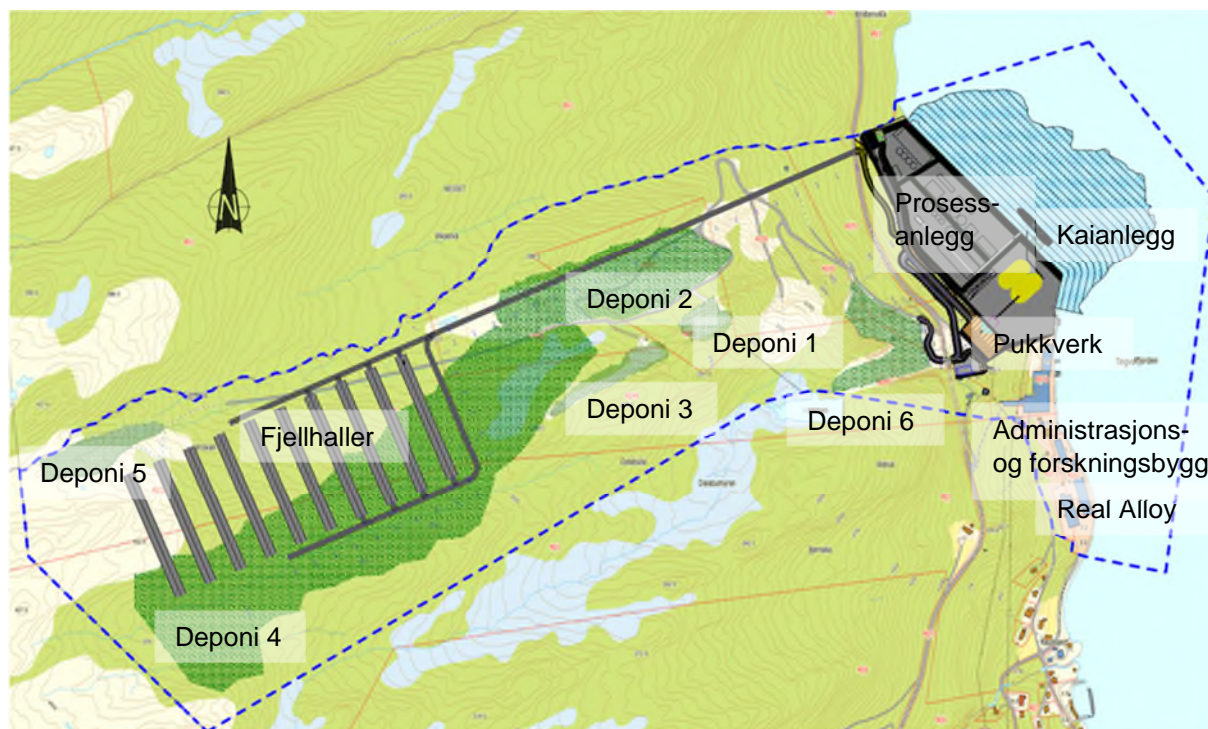 N
Prosess-
anlegg
Kaianlegg
Deponi 2
Deponi 1
Pukkverk
Deponi 3
Deponi 6
Fjellhaller
Administrasjons-
og forskningsbygg
Deponi 5
Real Alloy
Deponi 4